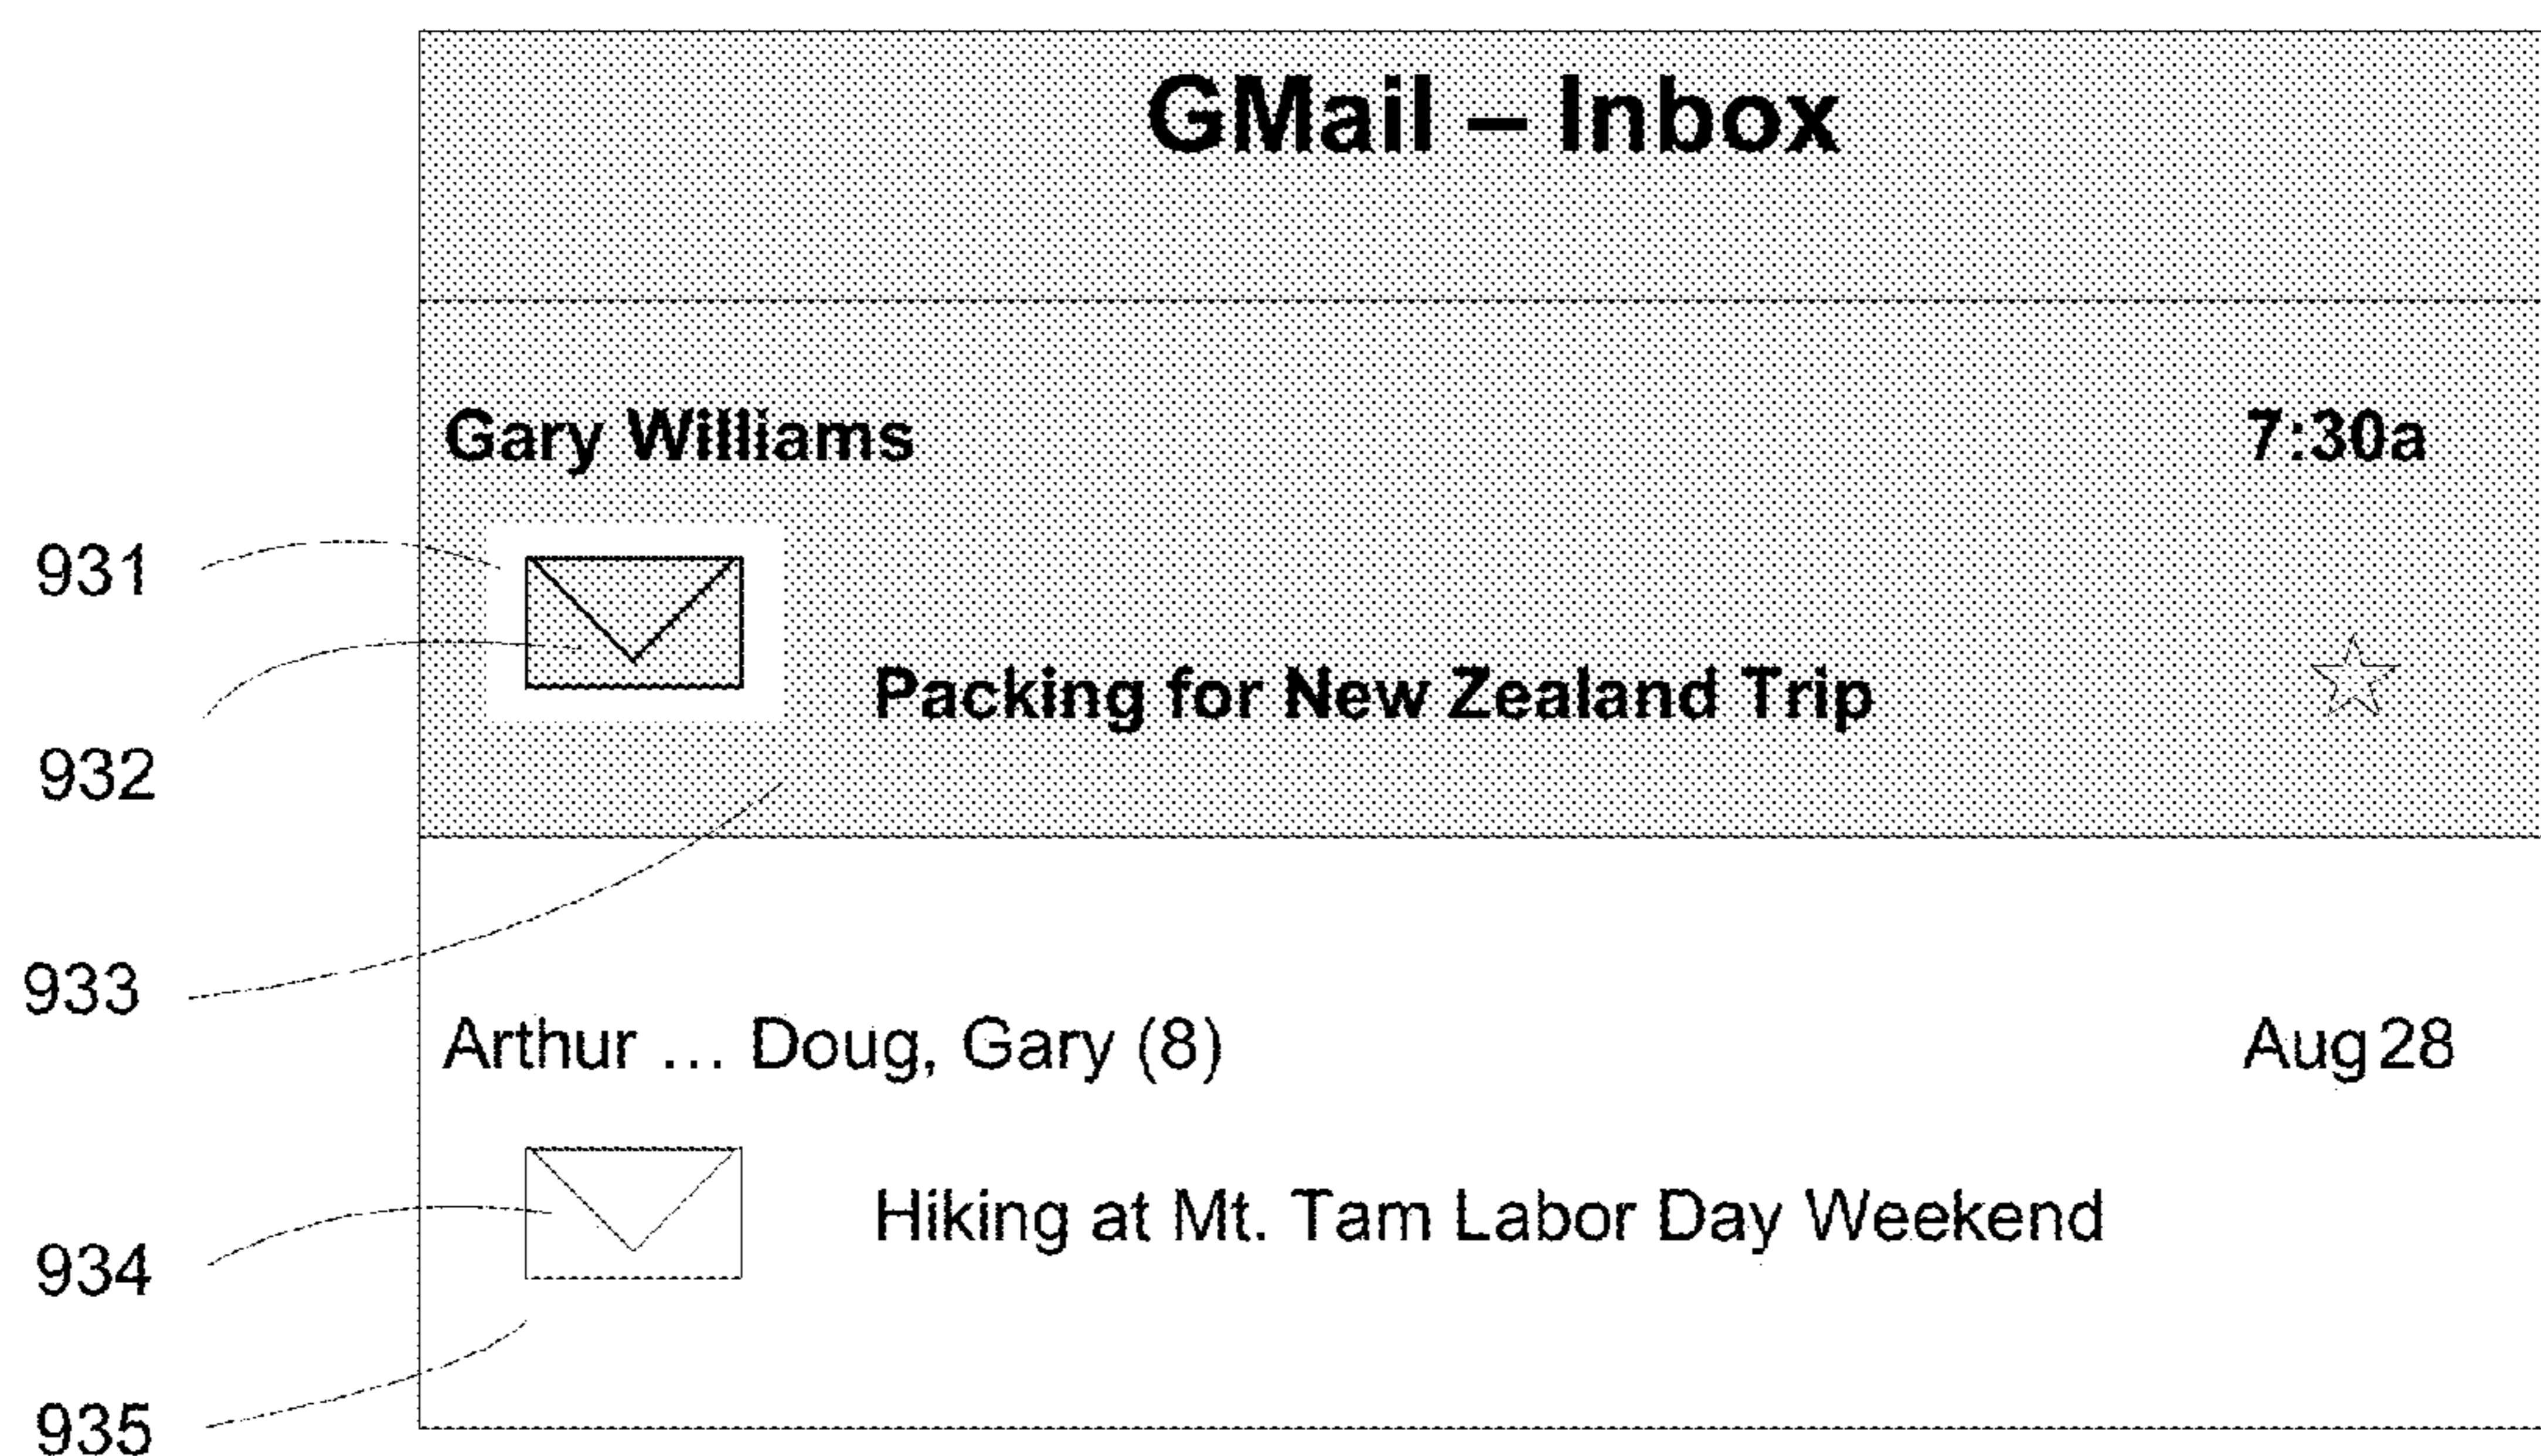 GMail – Inbox
Gary Williams 7:30a
931
Packing for New Zealand Trip
932
933
Arthur ... Doug, Gary (8) Aug 28
Hiking at Mt. Tam Labor Day Weekend
934
935